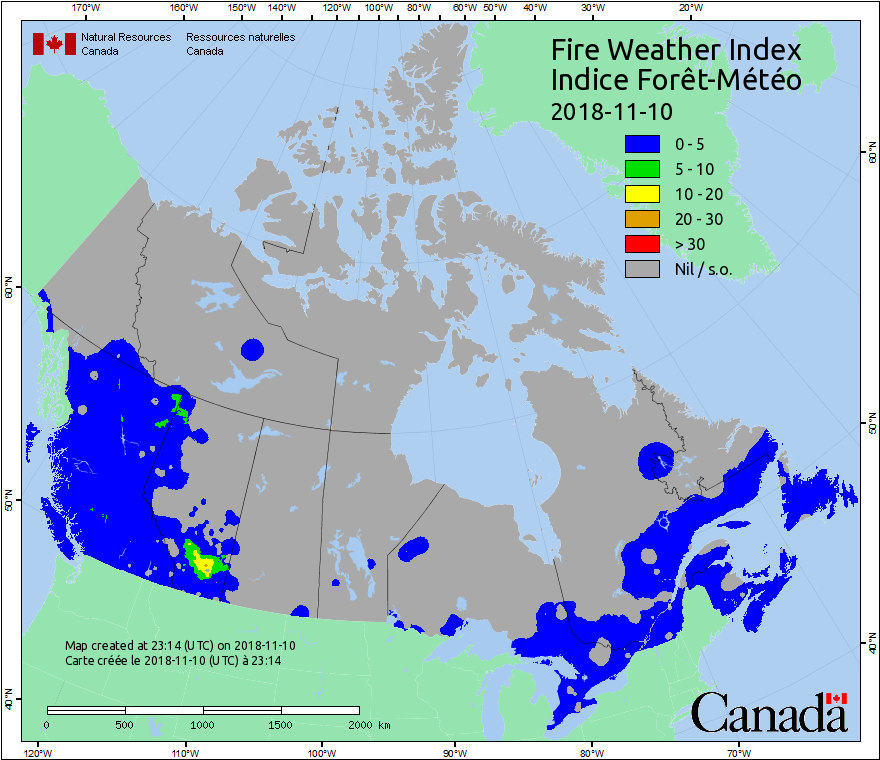 170°W 160°W 150°W 140°W 130°W 120°W 110°W 100°W 90°W 80°W 60°W 50°W 40°W 30°W 20°W
Natural Resources Ressources naturelles
Canada Canada
Fire Weather Index
Indice Forêt-Météo
2018-11-10
0 - 5
5 - 10
10 - 20
20 - 30
> 30
Nil / s.o.
60°N
60°N
50°N
50°N
40°N
40°N
Map created at 23:14 (UTC) on 2018-11-10
Carte créée le 2018-11-10 (UTC) à 23:14
0 500 1000 1500 2000 km
Canada
120°W 110°W 100°W 90°W 80°W 70°W